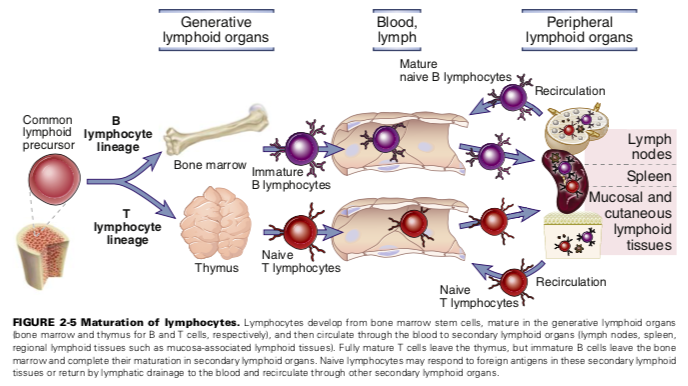 Generative
lymphoid organs
Blood,
lymph
Peripheral
lymphoid organs
Mature
naive B lymphocytes
Recirculation
Common
lymphoid
precursor
B
lymphocyte
lineage
Bone marrow
Immature
B lymphocytes
Lymph
nodes
Spleen
Mucosal and
cutaneous
lymphoid
tissues
T
lymphocyte
lineage
Thymus
Naive
T lymphocytes
Naive
T lymphocytes
Recirculation
FIGURE 2-5 Maturation of lymphocytes. Lymphocytes develop from bone marrow stem cells, mature in the generative lymphoid organs
(bone marrow and thymus for B and T cells, respectively), and then circulate through the blood to secondary lymphoid organs (lymph nodes, spleen,
regional lymphoid tissues such as mucosa-associated lymphoid tissues). Fully mature T cells leave the thymus, but immature B cells leave the bone
marrow and complete their maturation in secondary lymphoid organs. Naive lymphocytes may respond to foreign antigens in these secondary lymphoid
tissues or return by lymphatic drainage to the blood and recirculate through other secondary lymphoid organs.